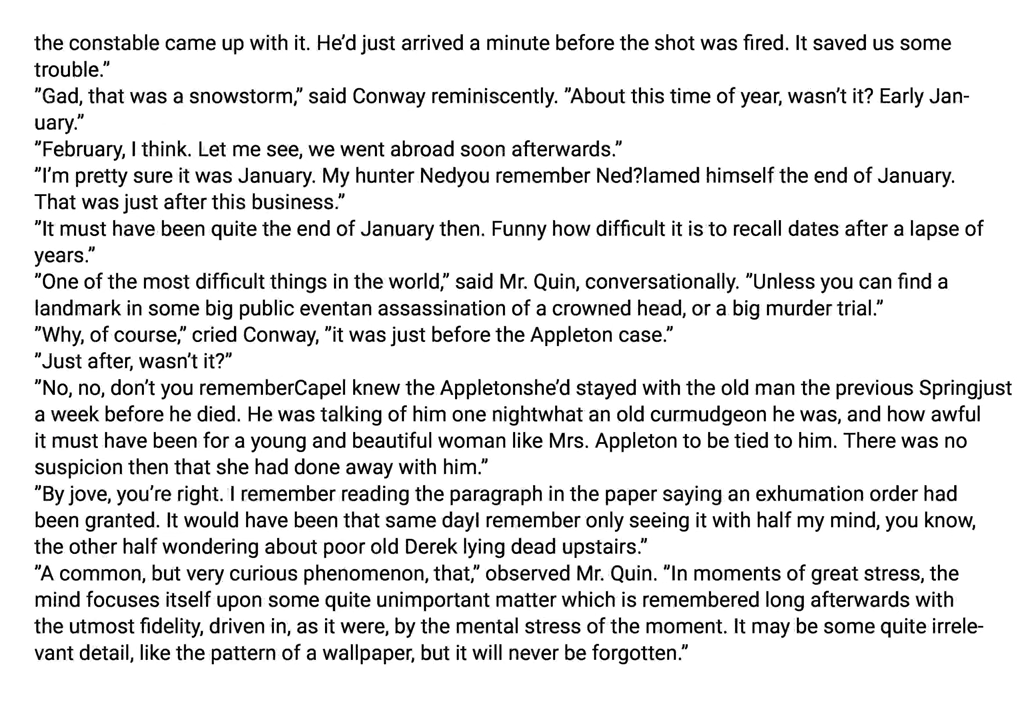 the constable came up with it. He’d just arrived a minute before the shot was fired. It saved us some
trouble.”
”Gad, that was a snowstorm,” said Conway reminiscently. ”About this time of year, wasn’t it? Early Jan-
uary.”
”February, I think. Let me see, we went abroad soon afterwards.”
”I’m pretty sure it was January. My hunter Nedyou remember Ned?lamed himself the end of January.
That was just after this business.”
”It must have been quite the end of January then. Funny how difficult it is to recall dates after a lapse of
years.”
”One of the most difficult things in the world,” said Mr. Quin, conversationally. ”Unless you can find a
landmark in some big public eventan assassination of a crowned head, or a big murder trial.”
”Why, of course,” cried Conway, ”it was just before the Appleton case.”
”Just after, wasn’t it?”
”No, no, don’t you rememberCapel knew the Appletonshe’d stayed with the old man the previous Springjust
a week before he died. He was talking of him one nightwhat an old curmudgeon he was, and how awful
it must have been for a young and beautiful woman like Mrs. Appleton to be tied to him. There was no
suspicion then that she had done away with him.”
”By jove, you’re right. I remember reading the paragraph in the paper saying an exhumation order had
been granted. It would have been that same dayI remember only seeing it with half my mind, you know,
the other half wondering about poor old Derek lying dead upstairs.”
”A common, but very curious phenomenon, that,” observed Mr. Quin. ”In moments of great stress, the
mind focuses itself upon some quite unimportant matter which is remembered long afterwards with
the utmost fidelity, driven in, as it were, by the mental stress of the moment. It may be some quite irrele-
vant detail, like the pattern of a wallpaper, but it will never be forgotten.”